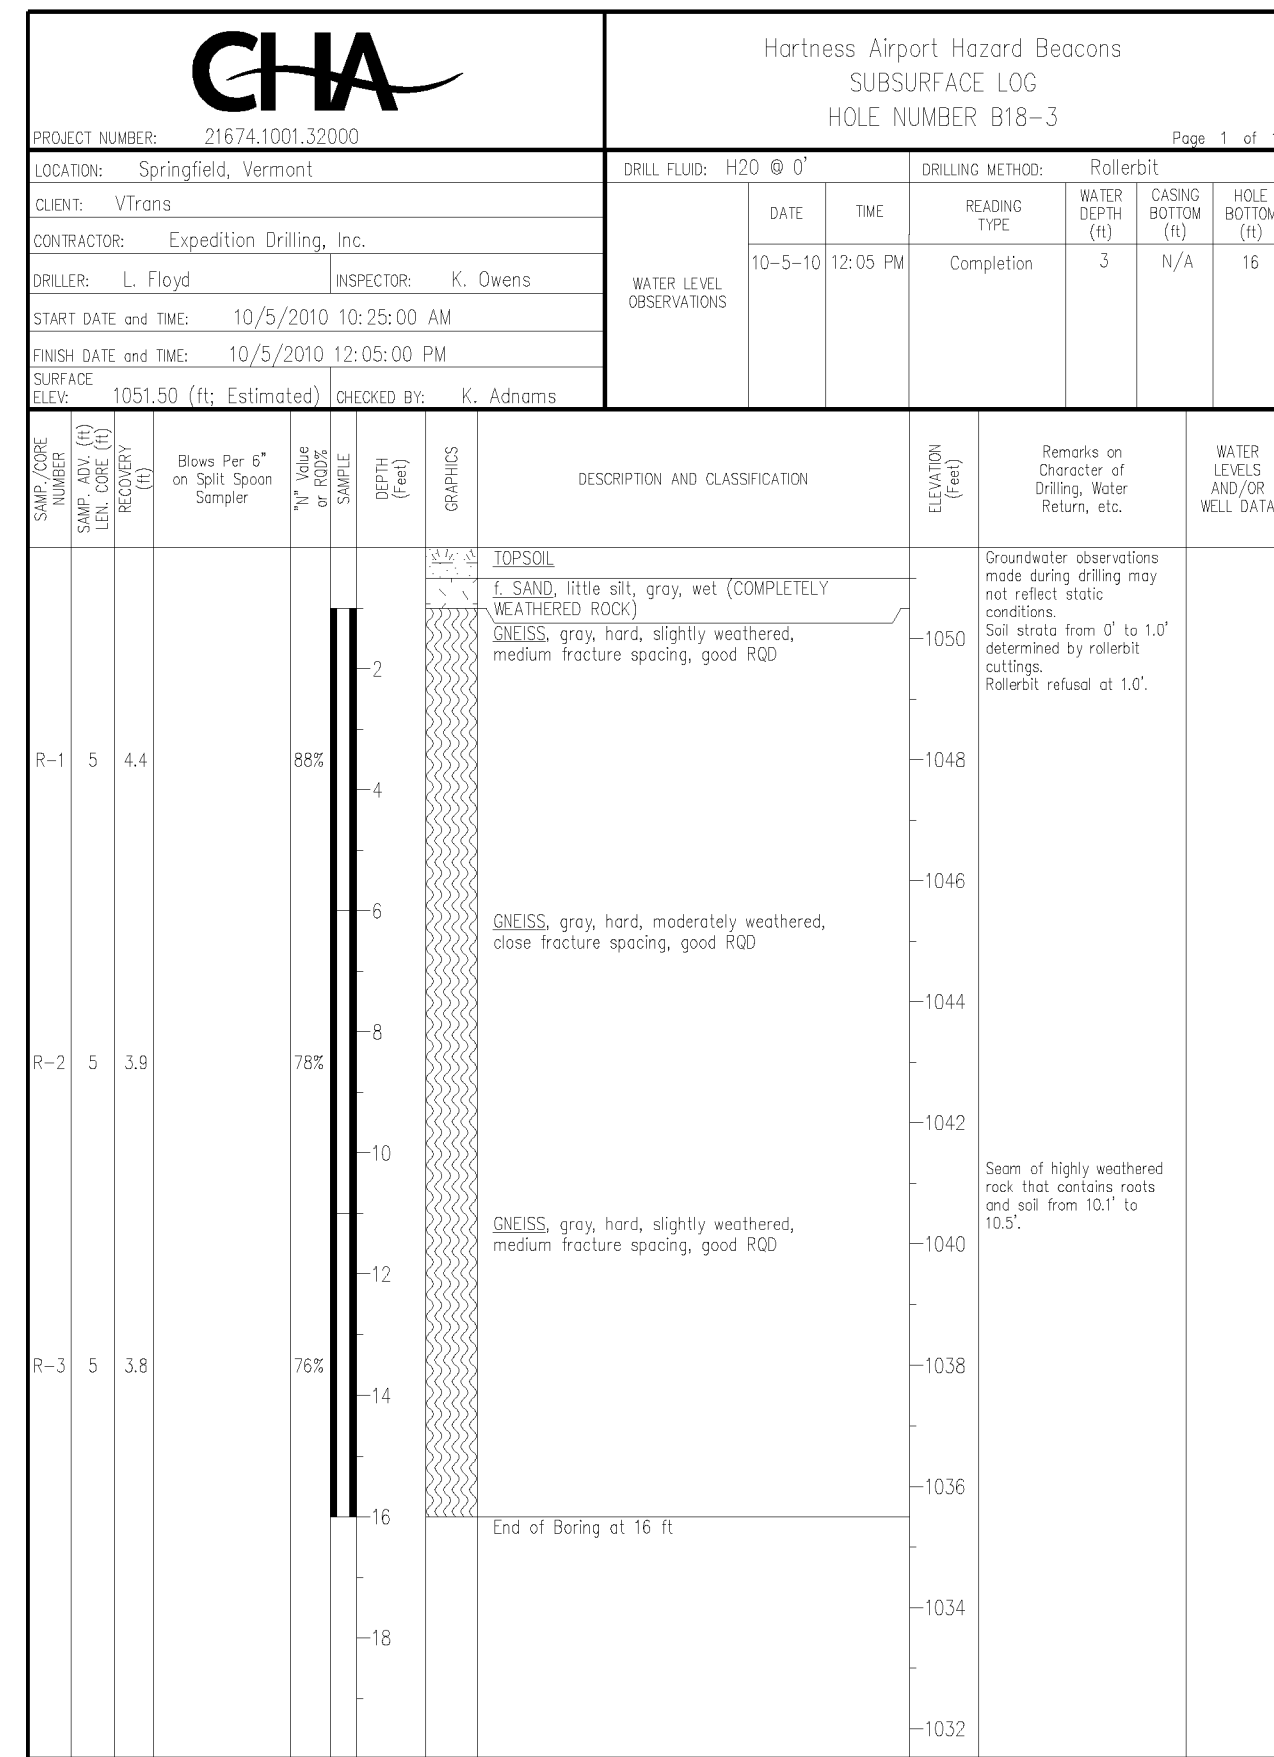 CHA
PROJECT NUMBER: 21674.1001.32000
Hartness Airport Hazard Beacons
SUBSURFACE LOG
HOLE NUMBER B18-3
Page 1 of 1
LOCATION: Springfield, Vermont
CLIENT: VTrans
CONTRACTOR: Expedition Drilling, Inc.
DRILLER: L. Floyd INSPECTOR: K. Owens
START DATE and TIME: 10/5/2010 10:25:00 AM
FINISH DATE and TIME: 10/5/2010 12:05:00 PM
SURFACE
ELEV: 1051.50 (ft; Estimated) CHECKED BY: K. Adnams
DRILL FLUID: H2O @ 0' DRILLING METHOD: Rollerbit
WATER LEVEL
OBSERVATIONS
DATE
TIME
READING
TYPE
WATER
DEPTH
(ft)
CASING
BOTTOM
(ft)
HOLE
BOTTOM
(ft)
10-5-10 12:05 PM Completion 3 N/A 16
SAMP./CORE
NUMBER
SAMP. ADV. (ft)
LEN. CORE (ft)
RECOVERY
(ft)
Blows Per 6"
on Split Spoon
Sampler
"N" Value
or RQD%
SAMPLE
DEPTH
(Feet)
GRAPHICS
DESCRIPTION AND CLASSIFICATION
ELEVATION
(Feet)
Remarks on
Character of
Drilling, Water
Return, etc.
WATER
LEVELS
AND/OR
WELL DATA
TOPSOIL
f. SAND, little silt, gray, wet (COMPLETELY
WEATHERED ROCK)
GNEISS, gray, hard, slightly weathered,
medium fracture spacing, good RQD
Groundwater observations
made during drilling may
not reflect static
conditions.
Soil strata from 0' to 1.0'
determined by rollerbit
cuttings.
Rollerbit refusal at 1.0'.
1050
2
R-1 5 4.4 88% 1048
4
1046
6
GNEISS, gray, hard, moderately weathered,
close fracture spacing, good RQD
1044
8
R-2 5 3.9 78%
1042
10
Seam of highly weathered
rock that contains roots
and soil from 10.1' to
10.5'.
GNEISS, gray, hard, slightly weathered,
medium fracture spacing, good RQD
1040
12
R-3 5 3.8 76% 1038
14
1036
16
End of Boring at 16 ft
1034
18
1032